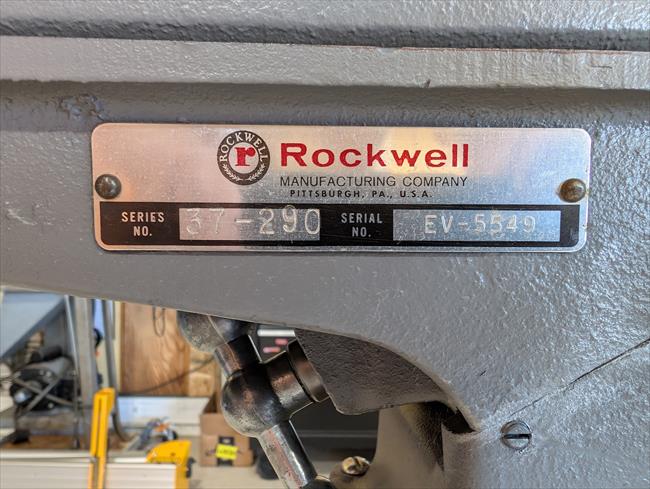 ROCKWELL
r
Rockwell
MANUFACTURING COMPANY
PITTSBURGH, PA., U.S.A.
SERIES NO. 37-290 SERIAL NO. EV-5549